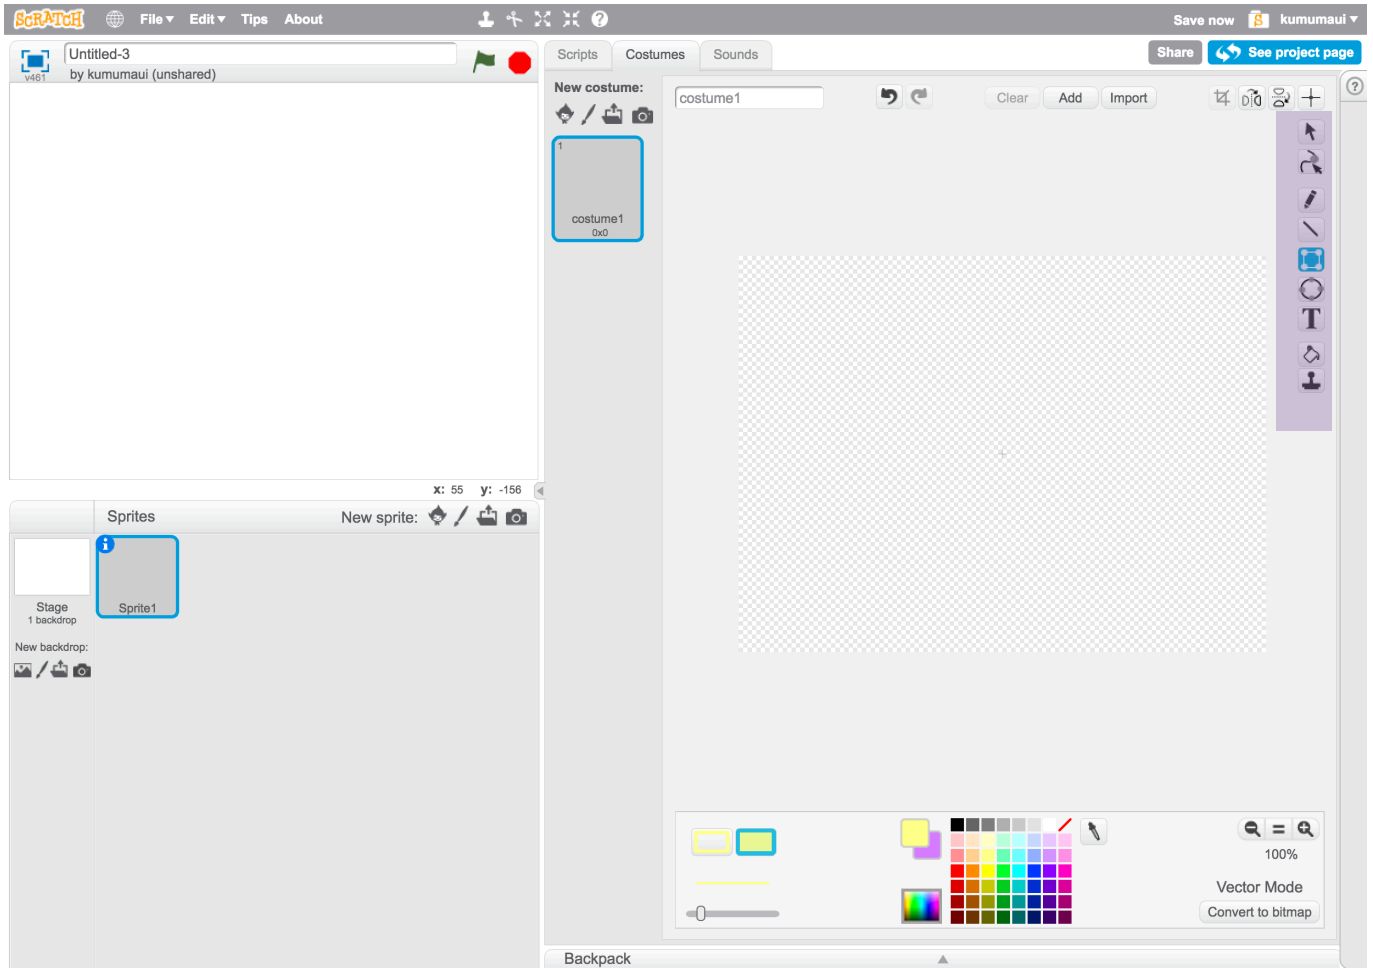 SCRATCH File Edit Tips About Save now kumumaui
v461 Untitled-3
by kumumaui (unshared)
Scripts Costumes Sounds
Share See project page
New costume:
costume1
Clear Add Import
1
costume1
0x0
T
x: 55 y: -156
Sprites New sprite:
Stage
1 backdrop
Sprite1
New backdrop:
100%
Vector Mode
Convert to bitmap
Backpack